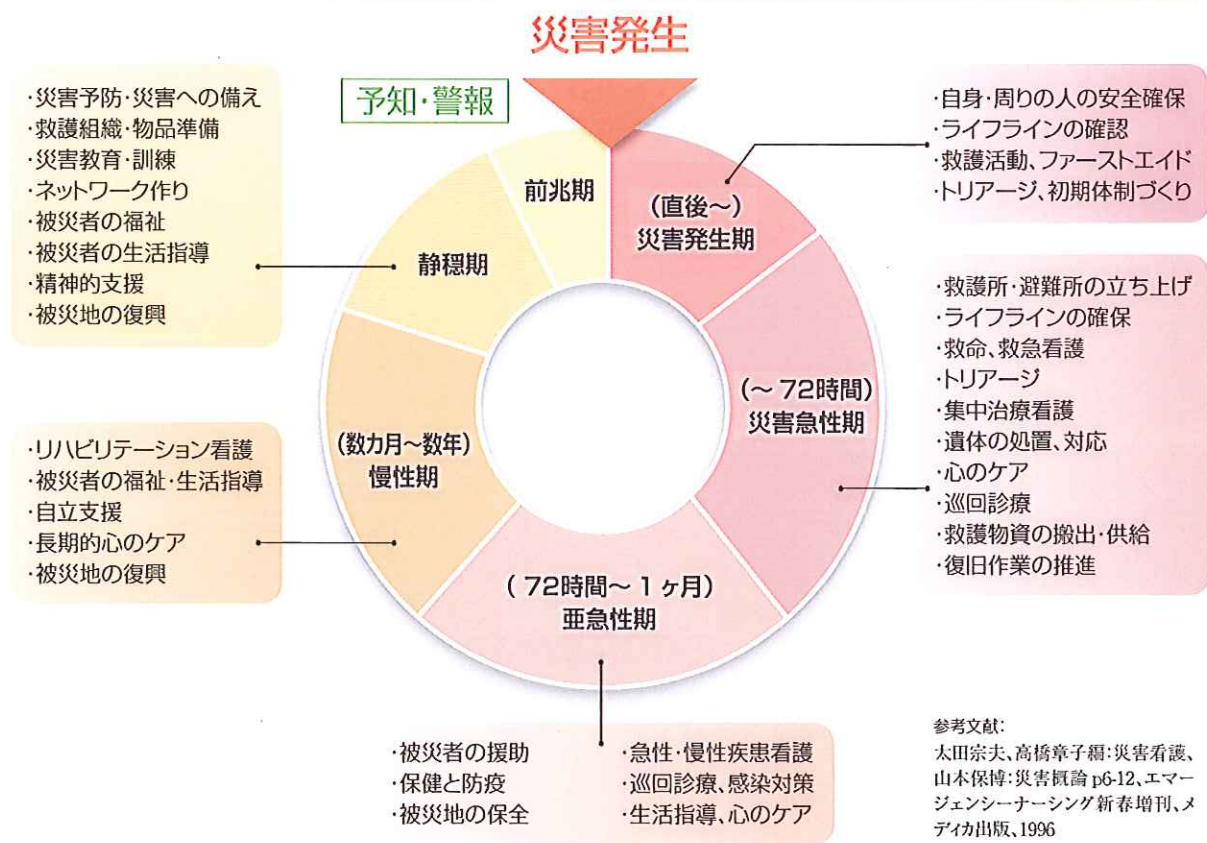 災害発生
予知・警報
・災害予防・災害への備え
・救護組織・物品準備
・災害教育・訓練
・ネットワーク作り
・被災者の福祉
・被災者の生活指導
・精神的支援
・被災地の復興
前兆期
静穏期
(直後～)
災害発生期
・自身・周りの人の安全確保
・ライフラインの確認
・救護活動、ファーストエイド
・トリアージ、初期体制づくり
(～72時間)
災害急性期
・救護所・避難所の立ち上げ
・ライフラインの確保
・救命、救急看護
・トリアージ
・集中治療看護
・遺体の処置、対応
・心のケア
・巡回診療
・救護物資の搬出・供給
・復旧作業の推進
(数カ月～数年)
慢性期
・リハビリテーション看護
・被災者の福祉・生活指導
・自立支援
・長期的心のケア
・被災地の復興
(72時間～1ヶ月)
亜急性期
・被災者の援助
・保健と防疫
・被災地の保全
・急性・慢性疾患看護
・巡回診療、感染対策
・生活指導、心のケア
参考文献:
太田宗夫、高橋章子編:災害看護、
山本保博:災害概論 p6-12、エマー
ジェンシーナーシング新春増刊、メ
ディカ出版、1996